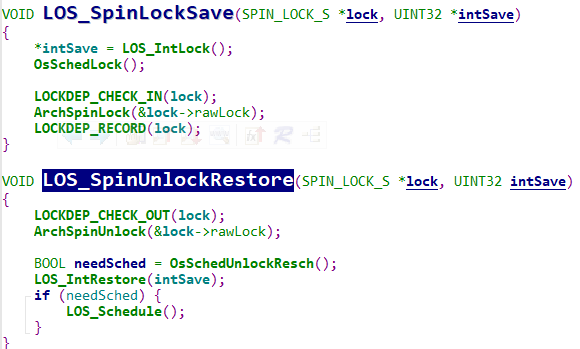 VOID LOS_SpinLockSave(SPIN_LOCK_S *lock, UINT32 *intSave)
{
    *intSave = LOS_IntLock();
    OsSchedLock();

    LOCKDEP_CHECK_IN(lock);
    ArchSpinLock(&lock->rawLock);
    LOCKDEP_RECORD(lock);
}

VOID LOS_SpinUnlockRestore(SPIN_LOCK_S *lock, UINT32 intSave)
{
    LOCKDEP_CHECK_OUT(lock);
    ArchSpinUnlock(&lock->rawLock);

    BOOL needSched = OsSchedUnlockResch();
    LOS_IntRestore(intSave);
    if (needSched) {
        LOS_Schedule();
    }
}